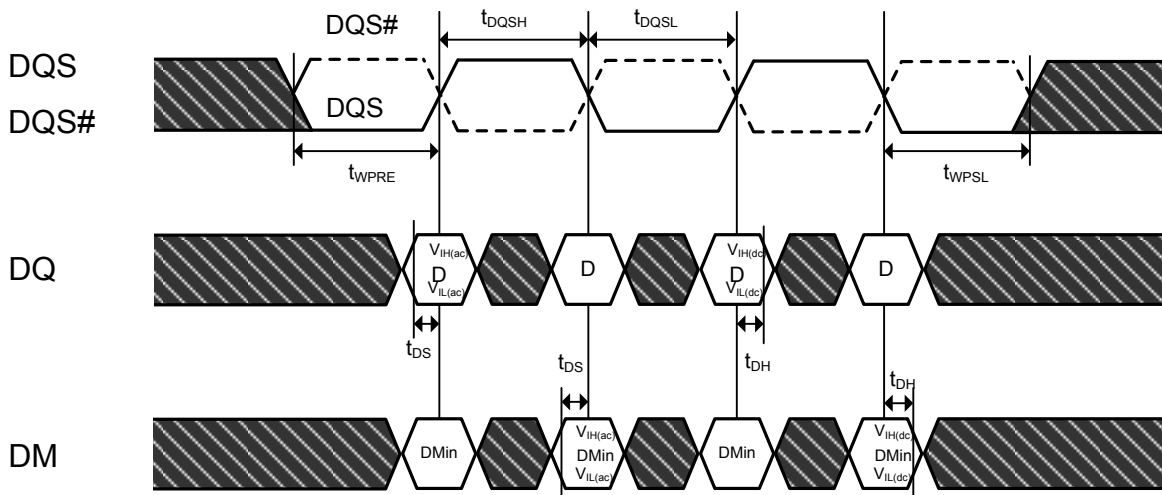 DQS# tDQSH tDQSL
DQS
DQS
DQS#
tWPRE tWPSL
DQ
VIH(ac) VIH(dc)
D D D D
VIL(ac) VIL(dc)
tDS tDS tDH tDH
DM
VIH(ac) VIH(dc)
DMin DMin DMin DMin
VIL(ac) VIL(dc)